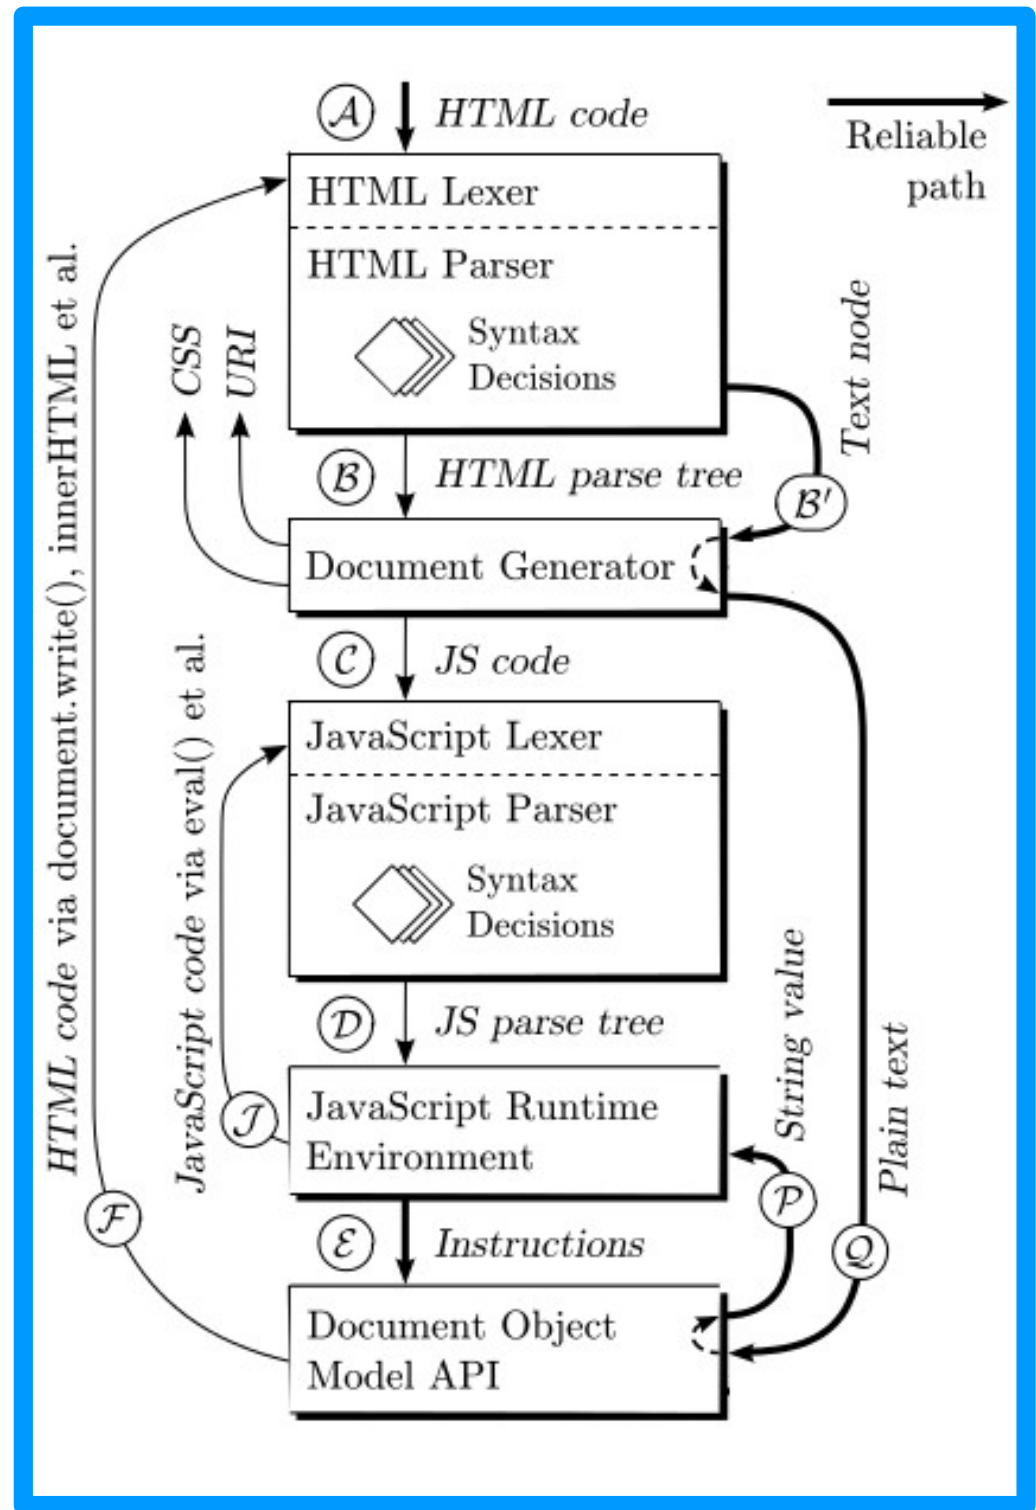 𝒜
HTML code
Reliable
path
HTML Lexer
HTML Parser
Syntax
Decisions
Text node
CSS
URI
ℬ
HTML parse tree
ℬ′
Document Generator
𝒞
JS code
JavaScript Lexer
JavaScript Parser
Syntax
Decisions
𝒟
JS parse tree
JavaScript Runtime
Environment
𝒥
String value
𝒫
Plain text
𝒬
ℰ
Instructions
Document Object
Model API
ℱ
HTML code via document.write(), innerHTML et al.
JavaScript code via eval() et al.